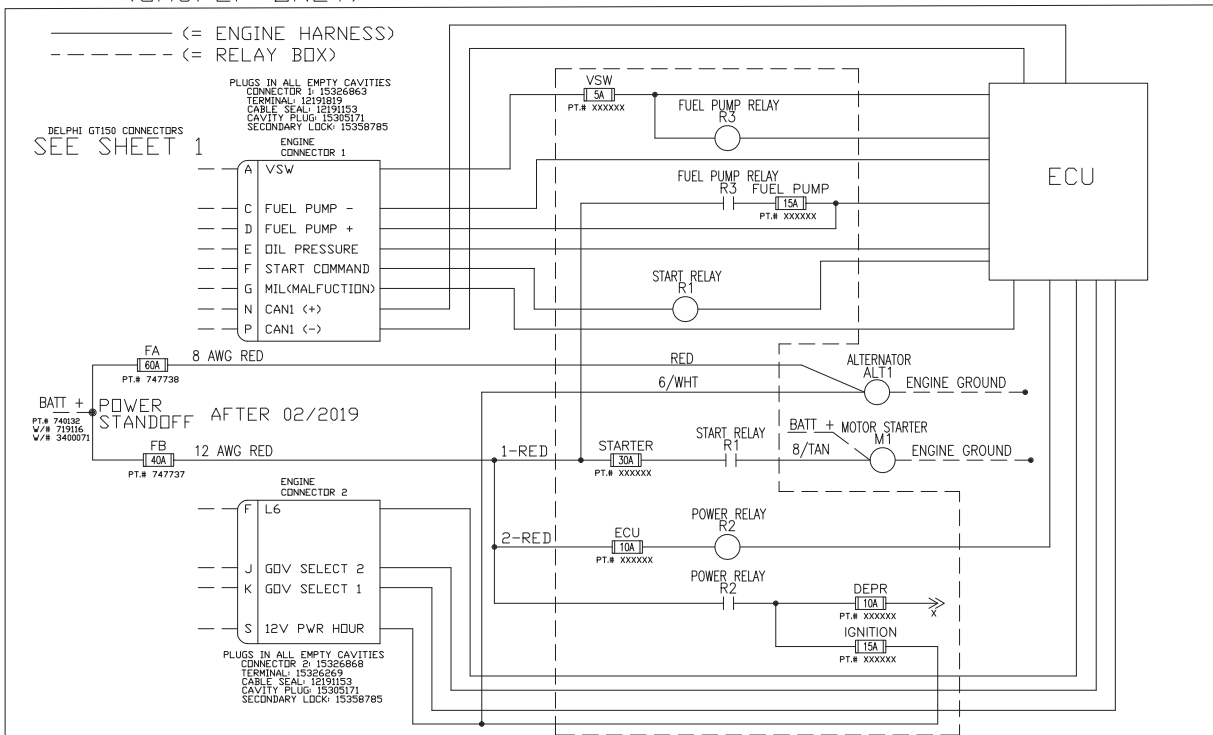 (= ENGINE HARNESS)
(= RELAY BOX)
PLUGS IN ALL EMPTY CAVITIES
CONNECTOR 1: 15326863
TERMINAL: 12191819
CABLE SEAL: 12191153
CAVITY PLUG: 15305171
SECONDARY LOCK: 15358785
DELPHI GT150 CONNECTORS
SEE SHEET 1
ENGINE
CONNECTOR 1
A VSW
C FUEL PUMP -
D FUEL PUMP +
E OIL PRESSURE
F START COMMAND
G MIL(MALFUCTION)
N CAN1 (+)
P CAN1 (-)
VSW
5A
PT.# XXXXXX
FUEL PUMP RELAY
R3
FUEL PUMP RELAY
R3
FUEL PUMP
15A
PT.# XXXXXX
START RELAY
R1
ECU
FA
60A
PT.# 747738
8 AWG RED
RED
6/WHT
ALTERNATOR
ALT1
ENGINE GROUND
BATT +
PT.# 740132
W/# 719116
W/# 3400071
POWER
STANDOFF
AFTER 02/2019
FB
40A
PT.# 747737
12 AWG RED
1-RED
STARTER
30A
PT.# XXXXXX
START RELAY
R1
BATT +
8/TAN
MOTOR STARTER
M1
ENGINE GROUND
ENGINE
CONNECTOR 2
F L6
J GOV SELECT 2
K GOV SELECT 1
S 12V PWR HOUR
2-RED
ECU
10A
PT.# XXXXXX
POWER RELAY
R2
POWER RELAY
R2
DEPR
10A
PT.# XXXXXX
X
IGNITION
15A
PT.# XXXXXX
PLUGS IN ALL EMPTY CAVITIES
CONNECTOR 2: 15326868
TERMINAL: 15326269
CABLE SEAL: 12191153
CAVITY PLUG: 15305171
SECONDARY LOCK: 15358785